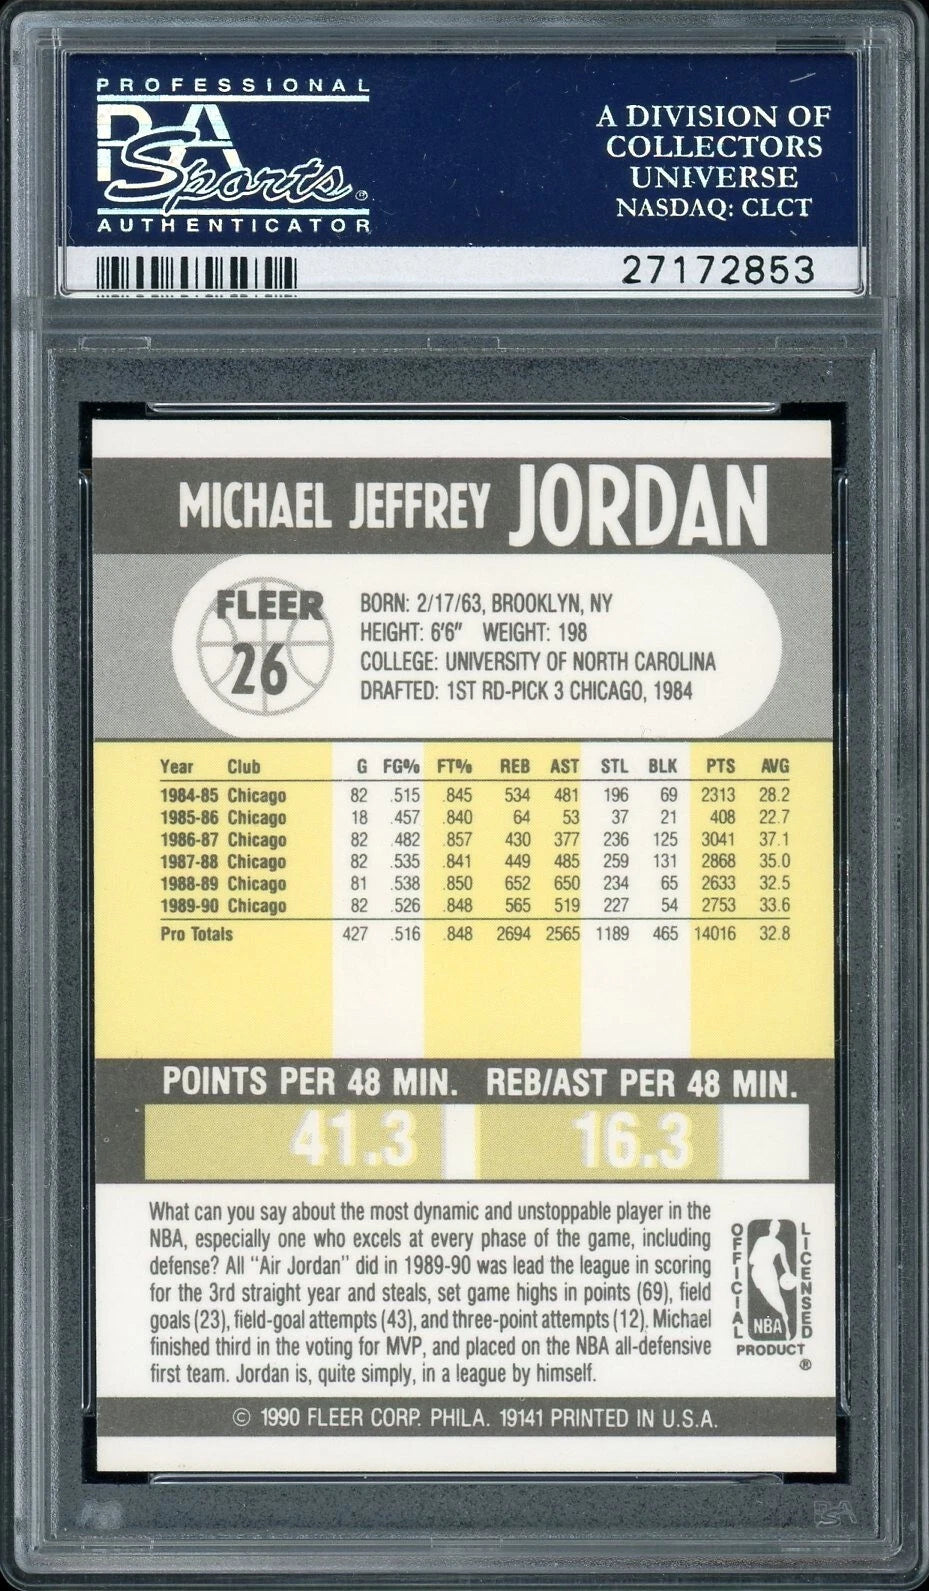 PROFESSIONAL
PSA
Sports®
AUTHENTICATOR
A DIVISION OF
COLLECTORS
UNIVERSE
NASDAQ: CLCT
27172853
MICHAEL JEFFREY JORDAN
FLEER
26
BORN: 2/17/63, BROOKLYN, NY
HEIGHT: 6'6" WEIGHT: 198
COLLEGE: UNIVERSITY OF NORTH CAROLINA
DRAFTED: 1ST RD-PICK 3 CHICAGO, 1984
Year Club G FG% FT% REB AST STL BLK PTS AVG
1984-85 Chicago 82 .515 .845 534 481 196 69 2313 28.2
1985-86 Chicago 18 .457 .840 64 53 37 21 408 22.7
1986-87 Chicago 82 .482 .857 430 377 236 125 3041 37.1
1987-88 Chicago 82 .535 .841 449 485 259 131 2868 35.0
1988-89 Chicago 81 .538 .850 652 650 234 65 2633 32.5
1989-90 Chicago 82 .526 .848 565 519 227 54 2753 33.6
Pro Totals 427 .516 .848 2694 2565 1189 465 14016 32.8
POINTS PER 48 MIN. REB/AST PER 48 MIN.
41.3 16.3
What can you say about the most dynamic and unstoppable player in the
NBA, especially one who excels at every phase of the game, including
defense? All "Air Jordan" did in 1989-90 was lead the league in scoring
for the 3rd straight year and steals, set game highs in points (69), field
goals (23), field-goal attempts (43), and three-point attempts (12). Michael
finished third in the voting for MVP, and placed on the NBA all-defensive
first team. Jordan is, quite simply, in a league by himself.
OFFICIAL
LICENSED
NBA
PRODUCT
®
© 1990 FLEER CORP. PHILA. 19141 PRINTED IN U.S.A.
PSA